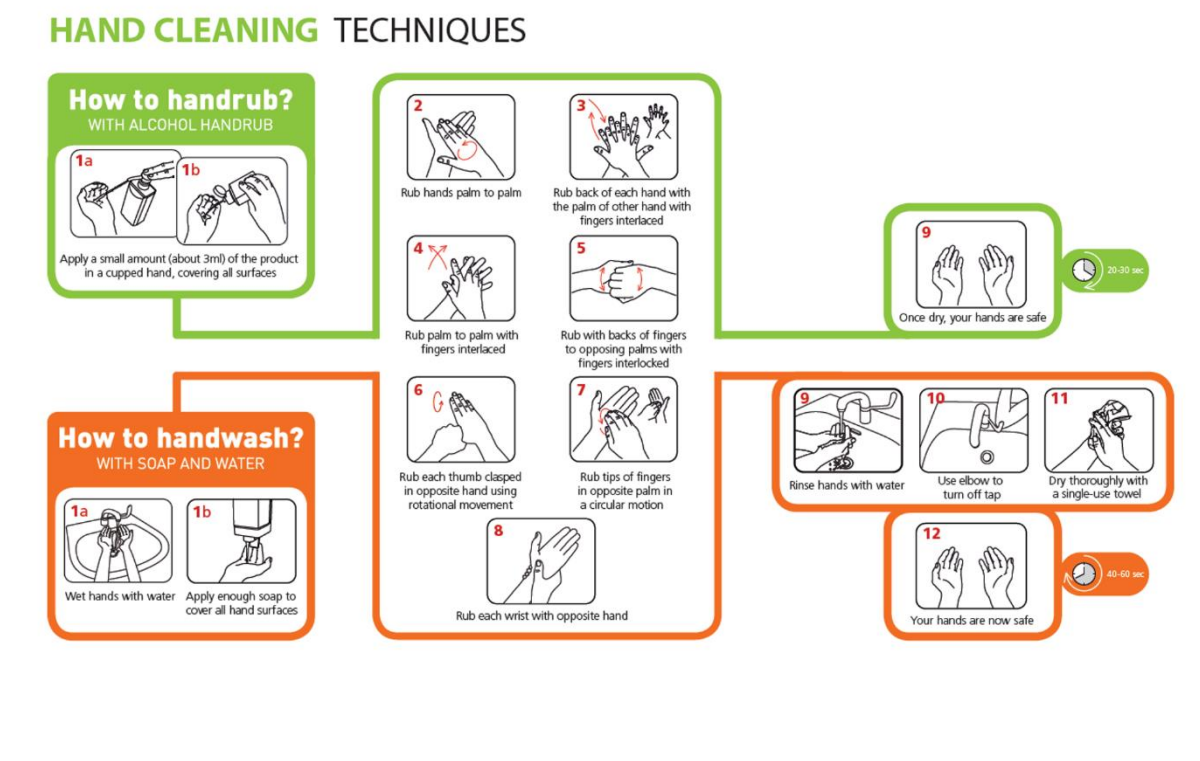 HAND CLEANING TECHNIQUES
How to handrub?
WITH ALCOHOL HANDRUB
1a
1b
Apply a small amount (about 3ml) of the product
in a cupped hand, covering all surfaces
2
Rub hands palm to palm
3
Rub back of each hand with
the palm of other hand with
fingers interlaced
4
Rub palm to palm with
fingers interlaced
5
Rub with backs of fingers
to opposing palms with
fingers interlocked
6
Rub each thumb clasped
in opposite hand using
rotational movement
7
Rub tips of fingers
in opposite palm in
a circular motion
8
Rub each wrist with opposite hand
9
Once dry, your hands are safe
20-30 sec
How to handwash?
WITH SOAP AND WATER
1a
Wet hands with water
1b
Apply enough soap to
cover all hand surfaces
9
Rinse hands with water
10
Use elbow to
turn off tap
11
Dry thoroughly with
a single-use towel
12
Your hands are now safe
40-60 sec